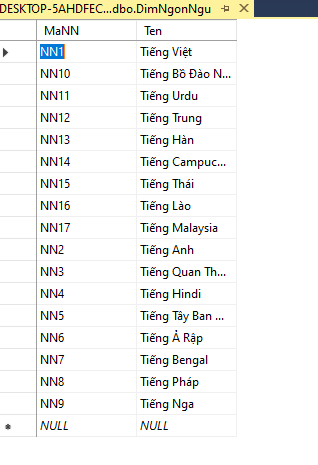 DESKTOP-5AHDFEC...dbo.DimNgonNgu
MaNN Ten
NN1 Tiếng Việt
NN10 Tiếng Bồ Đào N...
NN11 Tiếng Urdu
NN12 Tiếng Trung
NN13 Tiếng Hàn
NN14 Tiếng Campuc...
NN15 Tiếng Thái
NN16 Tiếng Lào
NN17 Tiếng Malaysia
NN2 Tiếng Anh
NN3 Tiếng Quan Th...
NN4 Tiếng Hindi
NN5 Tiếng Tây Ban ...
NN6 Tiếng Ả Rập
NN7 Tiếng Bengal
NN8 Tiếng Pháp
NN9 Tiếng Nga
NULL NULL